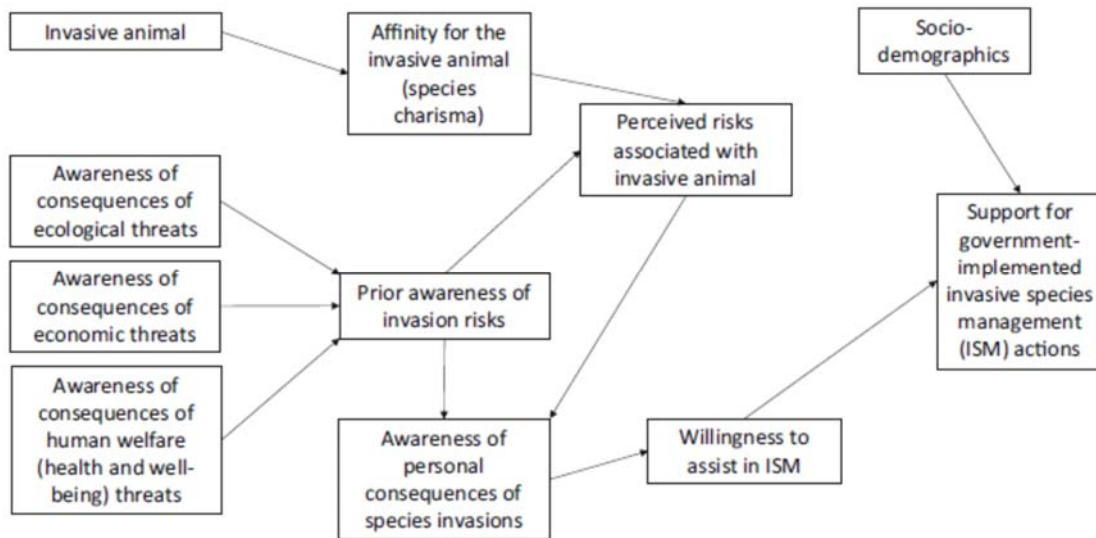 Invasive animal
Affinity for the
invasive animal
(species
charisma)
Socio-
demographics
Perceived risks
associated with
invasive animal
Awareness of
consequences of
ecological threats
Awareness of
consequences of
economic threats
Awareness of
consequences of
human welfare
(health and well-
being) threats
Prior awareness of
invasion risks
Awareness of
personal
consequences of
species invasions
Willingness to
assist in ISM
Support for
government-
implemented
invasive species
management
(ISM) actions